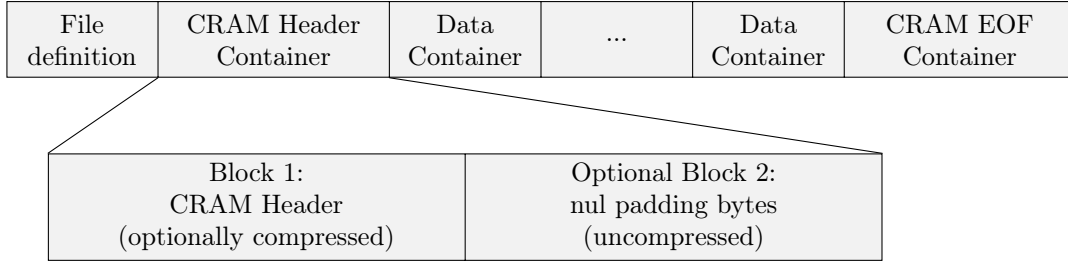 File
definition
CRAM Header
Container
Data
Container
...
Data
Container
CRAM EOF
Container
Block 1:
CRAM Header
(optionally compressed)
Optional Block 2:
nul padding bytes
(uncompressed)